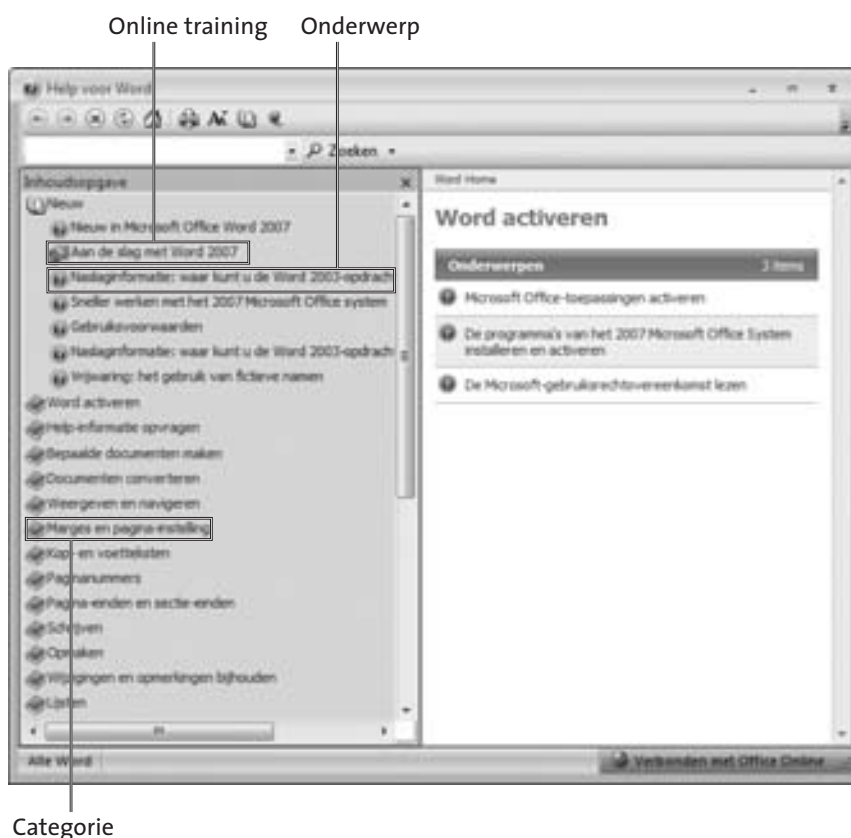 Online training
Onderwerp
Help voor Word
Zoeken
Inhoudsopgave
Nieuw
Nieuw in Microsoft Office Word 2007
Aan de slag met Word 2007
Naslaginformatie: waar kunt u de Word 2003-opdrach
Sneller werken met het 2007 Microsoft Office system
Gebruiksvoorwaarden
Naslaginformatie: waar kunt u de Word 2003-opdrach
Vrijwaring: het gebruik van fictieve namen
Word activeren
Help-informatie opvragen
Bepaalde documenten maken
Documenten converteren
Weergeven en navigeren
Marges en pagina-instelling
Kop- en voetteksten
Paginanummers
Pagina-einden en sectie-einden
Schrijven
Opmaken
Wijzigingen en opmerkingen bijhouden
Lijsten
Word Home
Word activeren
Onderwerpen 3 items
Microsoft Office-toepassingen activeren
De programma's van het 2007 Microsoft Office System
installeren en activeren
De Microsoft-gebruiksrechtovereenkomst lezen
Alle Word
Verbonden met Office Online
Categorie